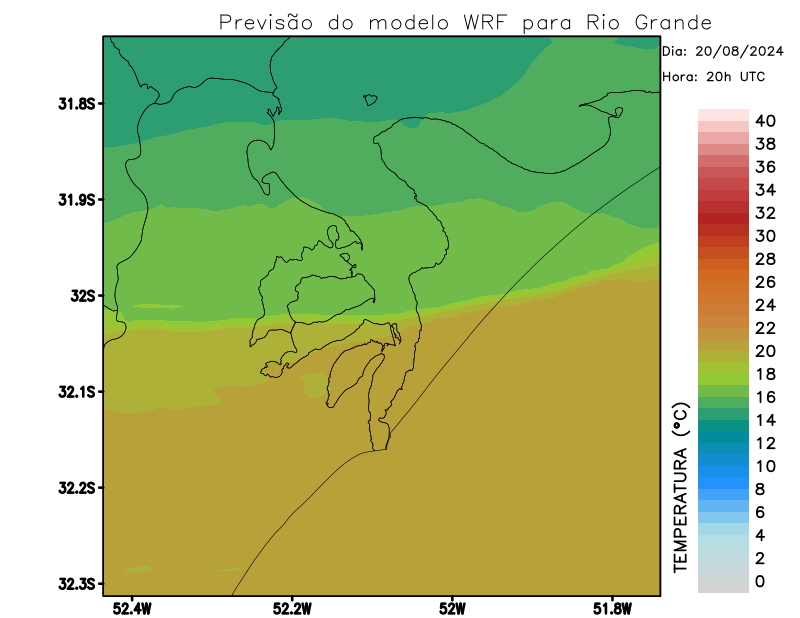 Previsão do modelo WRF para Rio Grande
Dia: 20/08/2024
Hora: 20h UTC
31.8S
31.9S
32S
32.1S
32.2S
32.3S
52.4W
52.2W
52W
51.8W
TEMPERATURA (°C)
40
38
36
34
32
30
28
26
24
22
20
18
16
14
12
10
8
6
4
2
0